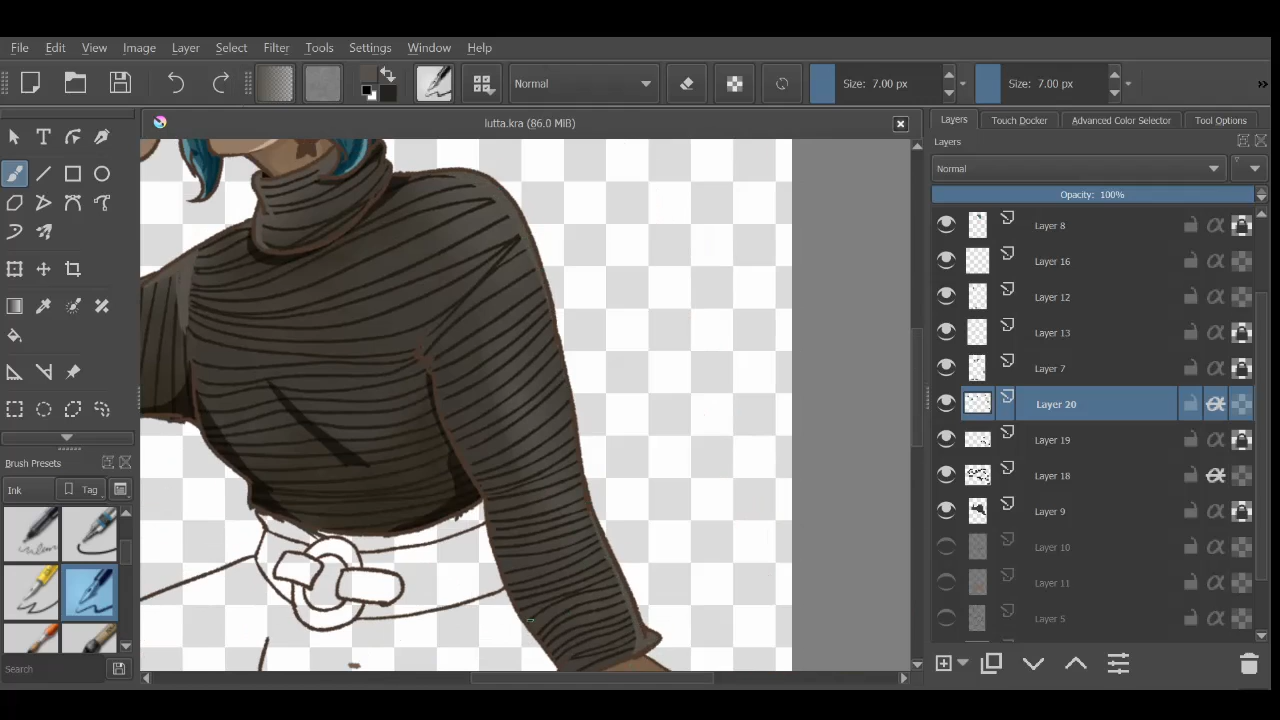 File Edit View Image Layer Select Filter Tools Settings Window Help
Normal Size: 7.00 px Size: 7.00 px »
lutta.kra (86.0 MiB)
Layers Touch Docker Advanced Color Selector Tool Options
Layers
Normal
Opacity: 100%
Layer 8
Layer 16
Layer 12
Layer 13
Layer 7
Layer 20
Layer 19
Layer 18
Layer 9
Layer 10
Layer 11
Layer 5
Brush Presets
Ink Tag
Search